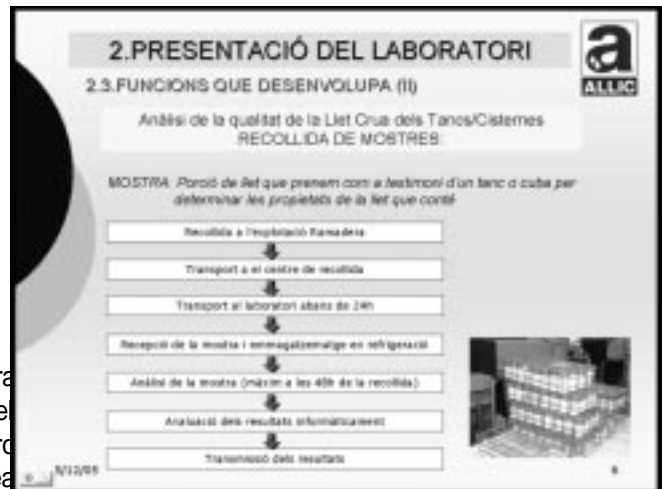 2.PRESENTACIÓ DEL LABORATORI
ALLIC
2.3.FUNCIONS QUE DESENVOLUPA (II)
Anàlisi de la qualitat de la Llet Crua dels Tancs/Cisternes
RECOLLIDA DE MOSTRES:
MOSTRA: Porció de llet que prenem com a testimoni d'un tanc o cuba per
determinar les propietats de la llet que conté
Recollida a l'explotació Ramadera
Transport a el centre de recollida
Transport al laboratori abans de 24h
Recepció de la mostra i emmagatzematge en refrigeració
Anàlisi de la mostra (màxim a les 48h de la recollida)
Avaluació dels resultats informàticament
Transmissió dels resultats
9/12/05